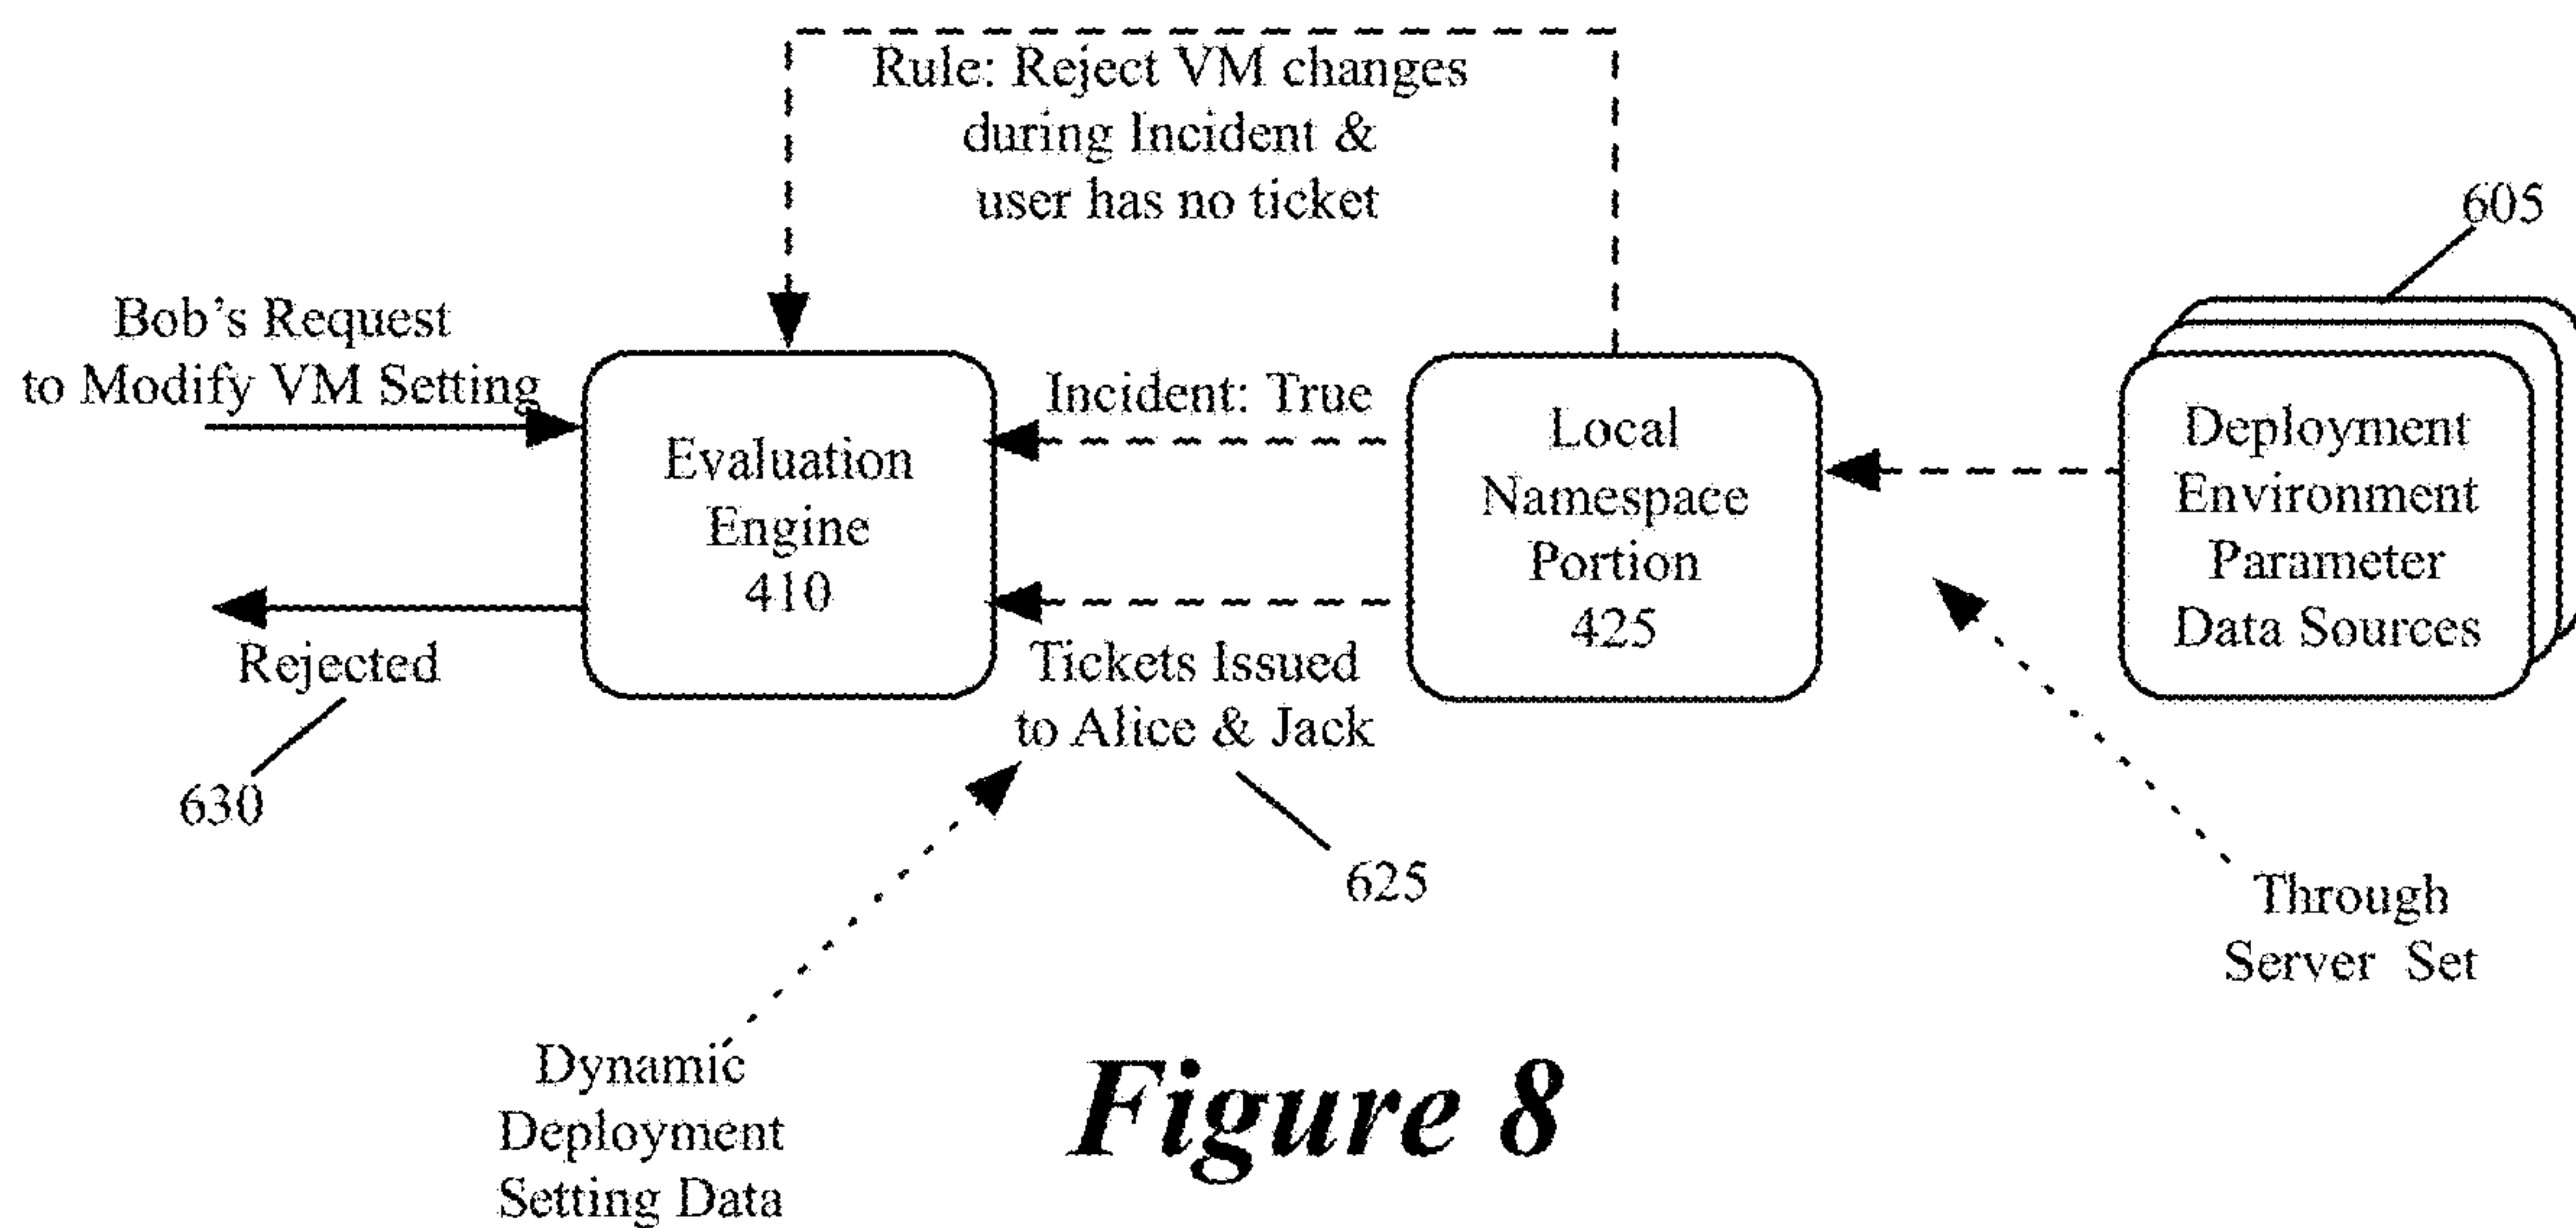 Rule: Reject VM changes
during Incident &
user has no ticket
605
Bob's Request
to Modify VM Setting
Evaluation
Engine
410
Rejected
630
Incident: True
Tickets Issued
to Alice & Jack
625
Local
Namespace
Portion
425
Deployment
Environment
Parameter
Data Sources
Through
Server Set
Dynamic
Deployment
Setting Data
Figure 8